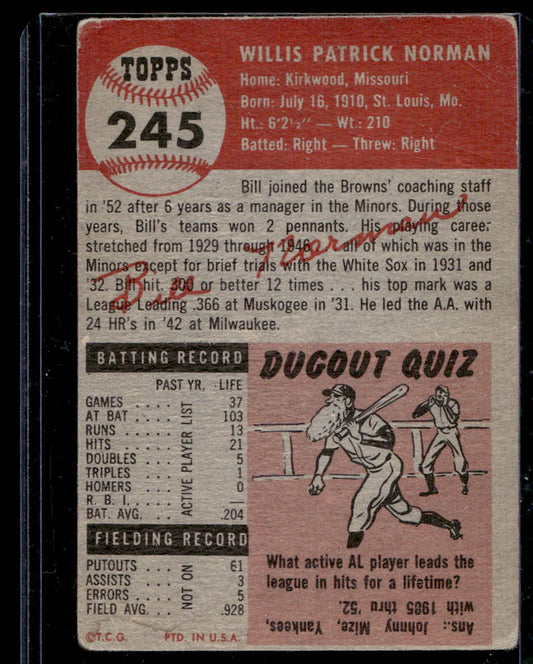 TOPPS
245
WILLIS PATRICK NORMAN
Home: Kirkwood, Missouri
Born: July 16, 1910, St. Louis, Mo.
Ht.: 6'2½" — Wt.: 210
Batted: Right — Threw: Right
Bill joined the Browns' coaching staff
in '52 after 6 years as a manager in the Minors. During those
years, Bill's teams won 2 pennants. His playing career
stretched from 1929 through 1946. . . all of which was in the
Minors except for brief trials with the White Sox in 1931 and
'32. Bill hit .300 or better 12 times . . . his top mark was a
League Leading .366 at Muskogee in '31. He led the A.A. with
24 HR's in '42 at Milwaukee.
Bill Norman
BATTING RECORD
PAST YR. LIFE
GAMES . . . . 37
AT BAT . . . . 103
RUNS . . . . 13
HITS . . . . 21
DOUBLES . . . 5
TRIPLES . . . 1
HOMERS . . . 0
R. B. I. . . . . —
BAT. AVG. . . . .204
NOT ON ACTIVE PLAYER LIST
FIELDING RECORD
PUTOUTS . . . 61
ASSISTS . . . 3
ERRORS . . . 5
FIELD AVG. . . .928
©T.C.G. PTD. IN U.S.A.
DUGOUT QUIZ
What active AL player leads the
league in hits for a lifetime?
Ans.: Johnny Mize, Yankees,
with 1985 thru '52.